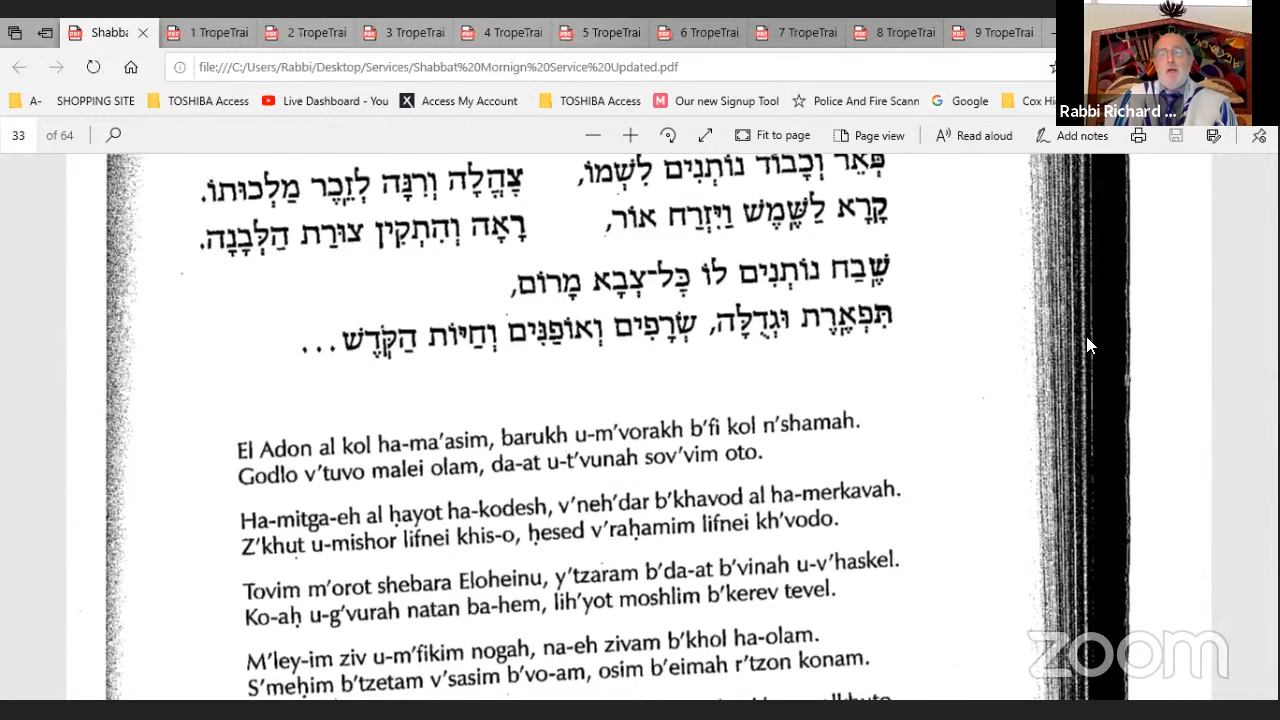 Shabba
1 TropeTrai
2 TropeTrai
3 TropeTrai
4 TropeTrai
5 TropeTrai
6 TropeTrai
7 TropeTrai
8 TropeTrai
9 TropeTrai
file:///C:/Users/Rabbi/Desktop/Services/Shabbat%20Mornign%20Service%20Updated.pdf
A-
SHOPPING SITE
TOSHIBA Access
Live Dashboard - You
Access My Account
TOSHIBA Access
Our new Signup Tool
Police And Fire Scann
Google
Cox Hi
Rabbi Richard ...
33 of 64
Fit to page
Page view
Read aloud
Add notes
פְּאֵר וְכָבוֹד נוֹתְנִים לִשְׁמוֹ, צָהֳלָה וְרִנָּה לְזֵכֶר מַלְכוּתוֹ.
קָרָא לַשֶּׁמֶשׁ וַיִּזְרַח אוֹר, רָאָה וְהִתְקִין צוּרַת הַלְּבָנָה.
שֶׁבַח נוֹתְנִים לוֹ כָּל־צְבָא מָרוֹם,
תִּפְאֶרֶת וּגְדֻלָּה, שְׂרָפִים וְאוֹפַנִּים וְחַיּוֹת הַקֹּדֶשׁ...
El Adon al kol ha-ma'asim, barukh u-m'vorakh b'fi kol n'shamah.
Godlo v'tuvo malei olam, da-at u-t'vunah sov'vim oto.
Ha-mitga-eh al ḥayot ha-kodesh, v'neh'dar b'khavod al ha-merkavah.
Z'khut u-mishor lifnei khis-o, ḥesed v'raḥamim lifnei kh'vodo.
Tovim m'orot shebara Eloheinu, y'tzaram b'da-at b'vinah u-v'haskel.
Ko-aḥ u-g'vurah natan ba-hem, lih'yot moshlim b'kerev tevel.
M'ley-im ziv u-m'fikim nogah, na-eh zivam b'khol ha-olam.
S'meḥim b'tzetam v'sasim b'vo-am, osim b'eimah r'tzon konam.
zoom